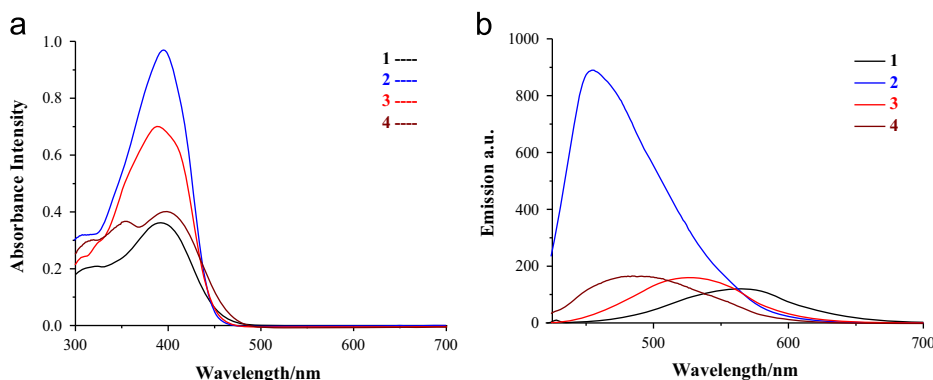 a
1.0
0.8
0.6
0.4
0.2
0.0
Absorbance Intensity
1 ----
2 ----
3 ----
4 ----
300 400 500 600 700
Wavelength/nm
b
1000
800
600
400
200
0
Emission a.u.
1
2
3
4
500 600 700
Wavelength/nm